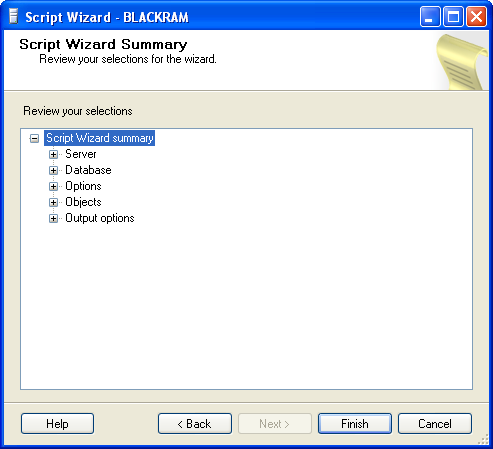 Script Wizard - BLACKRAM
Script Wizard Summary
Review your selections for the wizard.
Review your selections
Script Wizard summary
Server
Database
Options
Objects
Output options
Help
< Back
Next >
Finish
Cancel